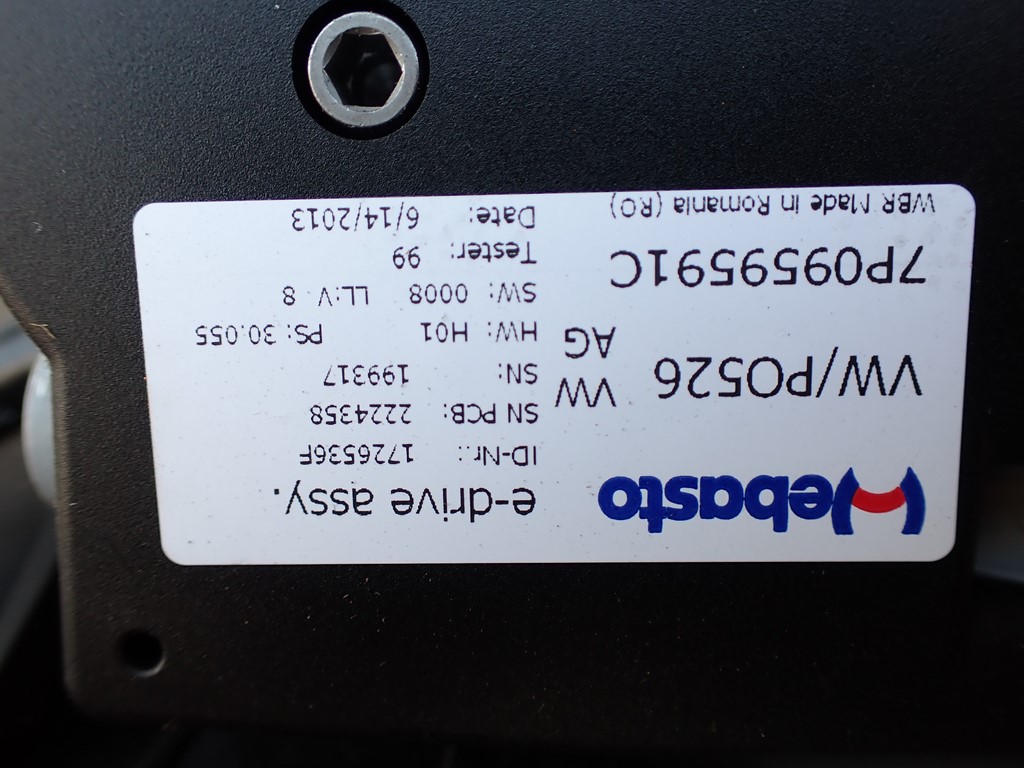 Webasto
VW/PO526
VW
AG
7P0959591C
WBR Made in Romania (RO)
e-drive assy.
ID-Nr.: 1726536F
SN PCB: 2224358
SN: 199317
HW: H01 PS: 30.055
SW: 0008 LL:V 8
Tester: 99
Date: 6/14/2013